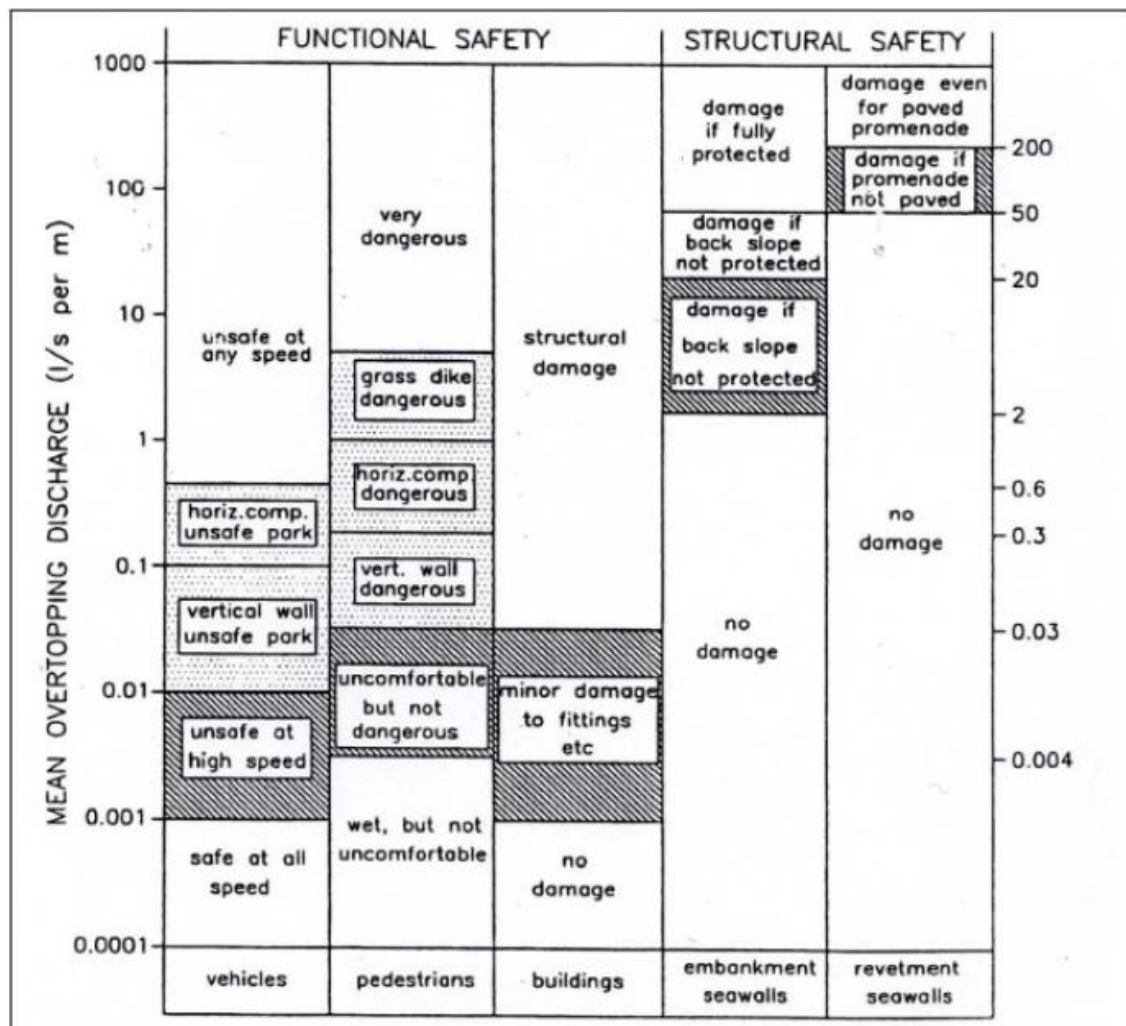 FUNCTIONAL SAFETY
STRUCTURAL SAFETY
MEAN OVERTOPPING DISCHARGE (l/s per m)
1000
100
10
1
0.1
0.01
0.001
0.0001
unsafe at
any speed
horiz.comp.
unsafe park
vertical wall
unsafe park
unsafe at
high speed
safe at all
speed
vehicles
very
dangerous
grass dike
dangerous
horiz.comp.
dangerous
vert. wall
dangerous
uncomfortable
but not
dangerous
wet, but not
uncomfortable
pedestrians
structural
damage
minor damage
to fittings
etc
no
damage
buildings
damage
if fully
protected
damage if
back slope
not protected
damage if
back slope
not protected
no
damage
embankment
seawalls
damage even
for paved
promenade
damage if
promenade
not paved
no
damage
revetment
seawalls
200
50
20
2
0.6
0.3
0.03
0.004